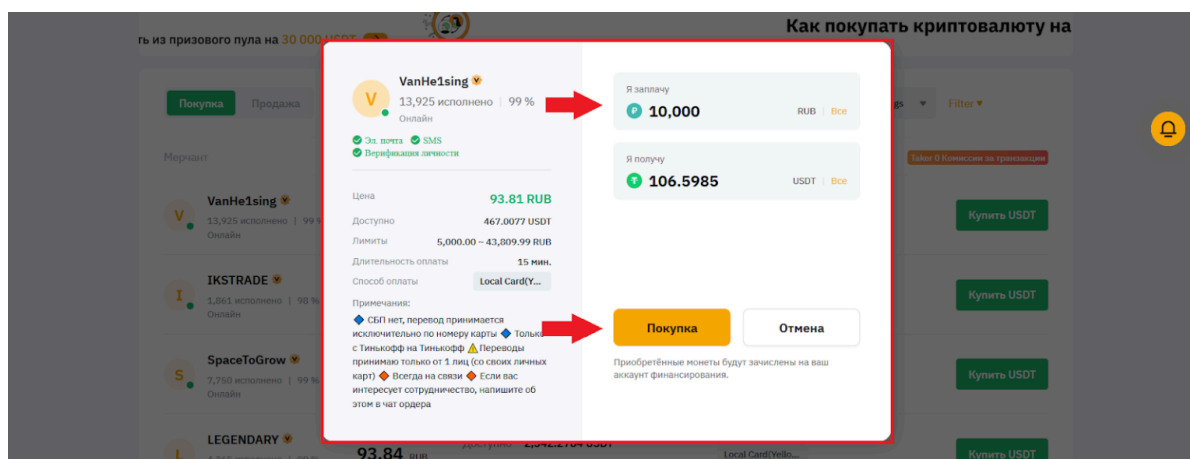 Как покупать криптовалюту на
ть из призового пула на 30 000 USDT
Покупка Продажа
gs Filter
Мерчант
Taker 0 Комиссии за транзакции
VanHe1sing
13,925 исполнено | 99 %
Онлайн
Купить USDT
IKSTRADE
1,861 исполнено | 98 %
Онлайн
Купить USDT
SpaceToGrow
7,750 исполнено | 99 %
Онлайн
Купить USDT
LEGENDARY
93.84 RUB
Local Card(Yello...
Купить USDT
V VanHe1sing
13,925 исполнено | 99 %
Онлайн
Эл. почта SMS
Верификация личности
Цена 93.81 RUB
Доступно 467.0077 USDT
Лимиты 5,000.00 ~ 43,809.99 RUB
Длительность оплаты 15 мин.
Способ оплаты Local Card(Y...
Примечания:
СБП нет, перевод принимается
исключительно по номеру карты Только
с Тинькофф на Тинькофф Переводы
принимаю только от 1 лиц (со своих личных
карт) Всегда на связи Если вас
интересует сотрудничество, напишите об
этом в чат ордера
Я заплачу
10,000 RUB | Все
Я получу
106.5985 USDT | Все
Покупка Отмена
Приобретённые монеты будут зачислены на ваш
аккаунт финансирования.